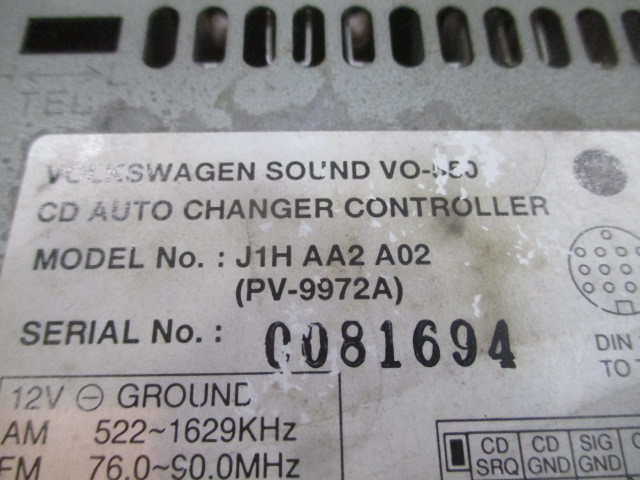 L
TEL
VOLKSWAGEN SOUND
CD AUTO CHANGER CONTROLLER
MODEL No. : J1H AA2 A02
(PV-9972A)
SERIAL No. : 0081694
DIN
TO
12V ⊖ GROUND
AM 522~1629KHz
FM 76.0~90.0MHz
CD SRQ
CD GND
SIG GND